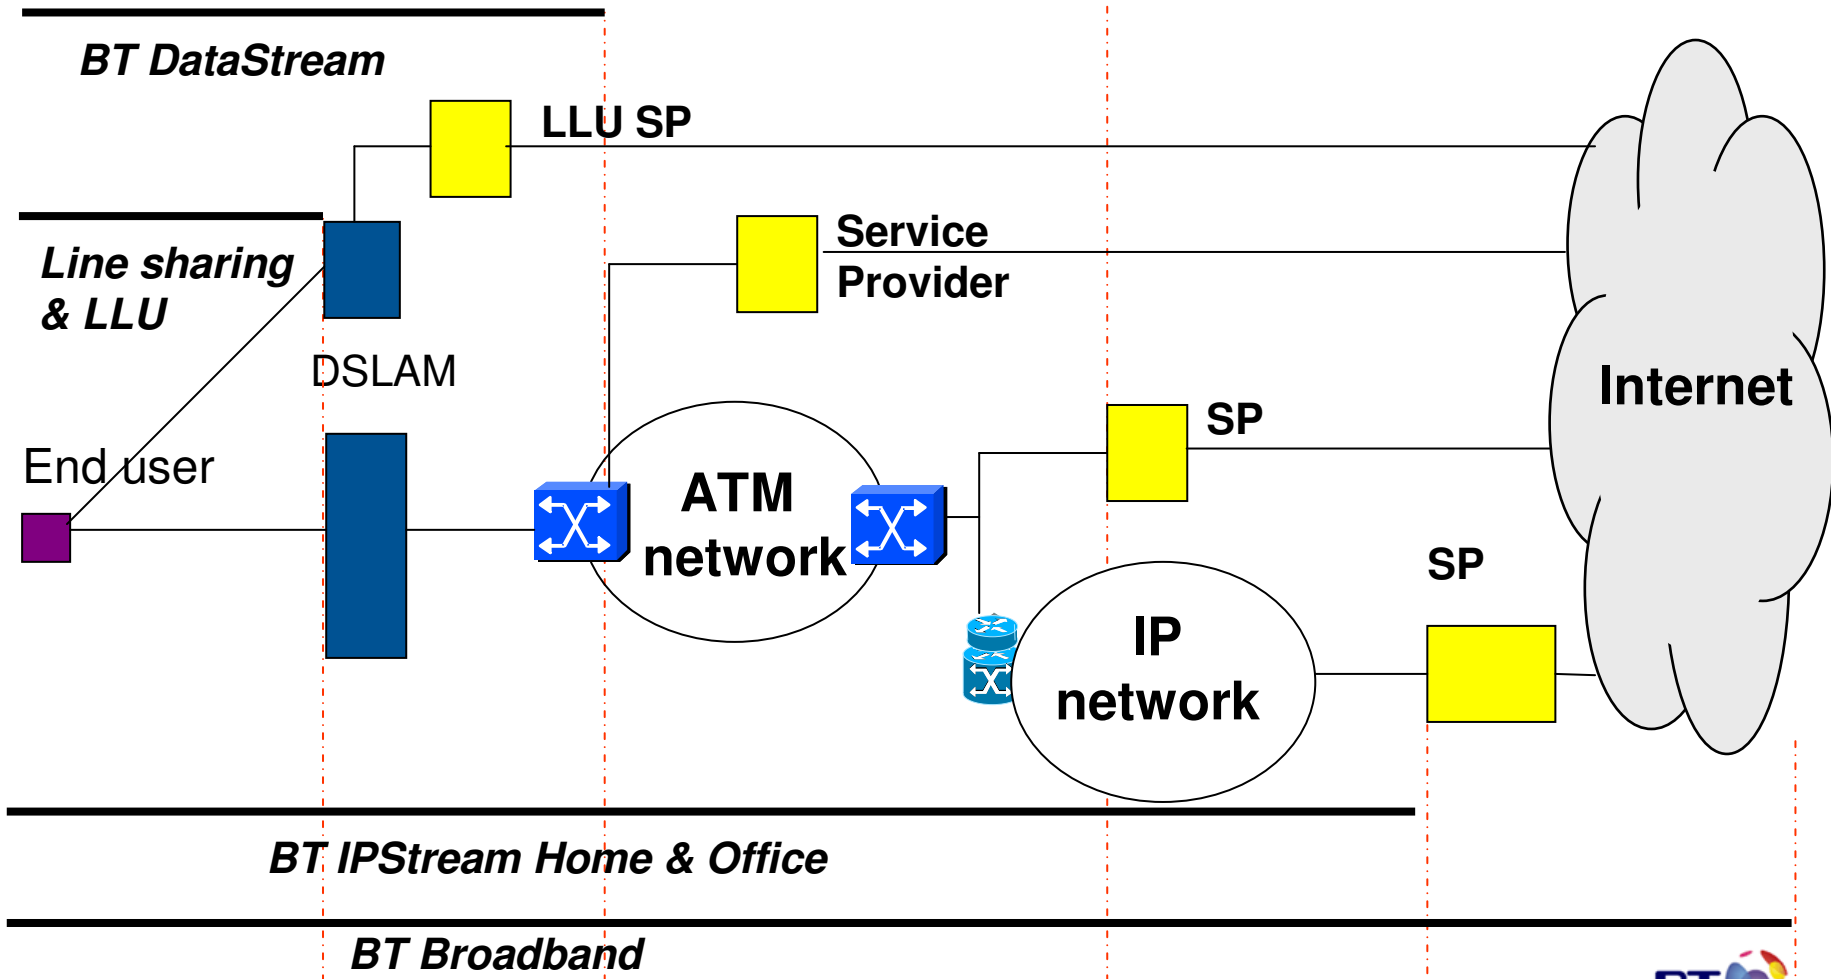 BT DataStream
LLU SP
Line sharing
& LLU
Service
Provider
DSLAM
End user
ATM
network
SP
Internet
SP
IP
network
BT IPStream Home & Office
BT Broadband
BT